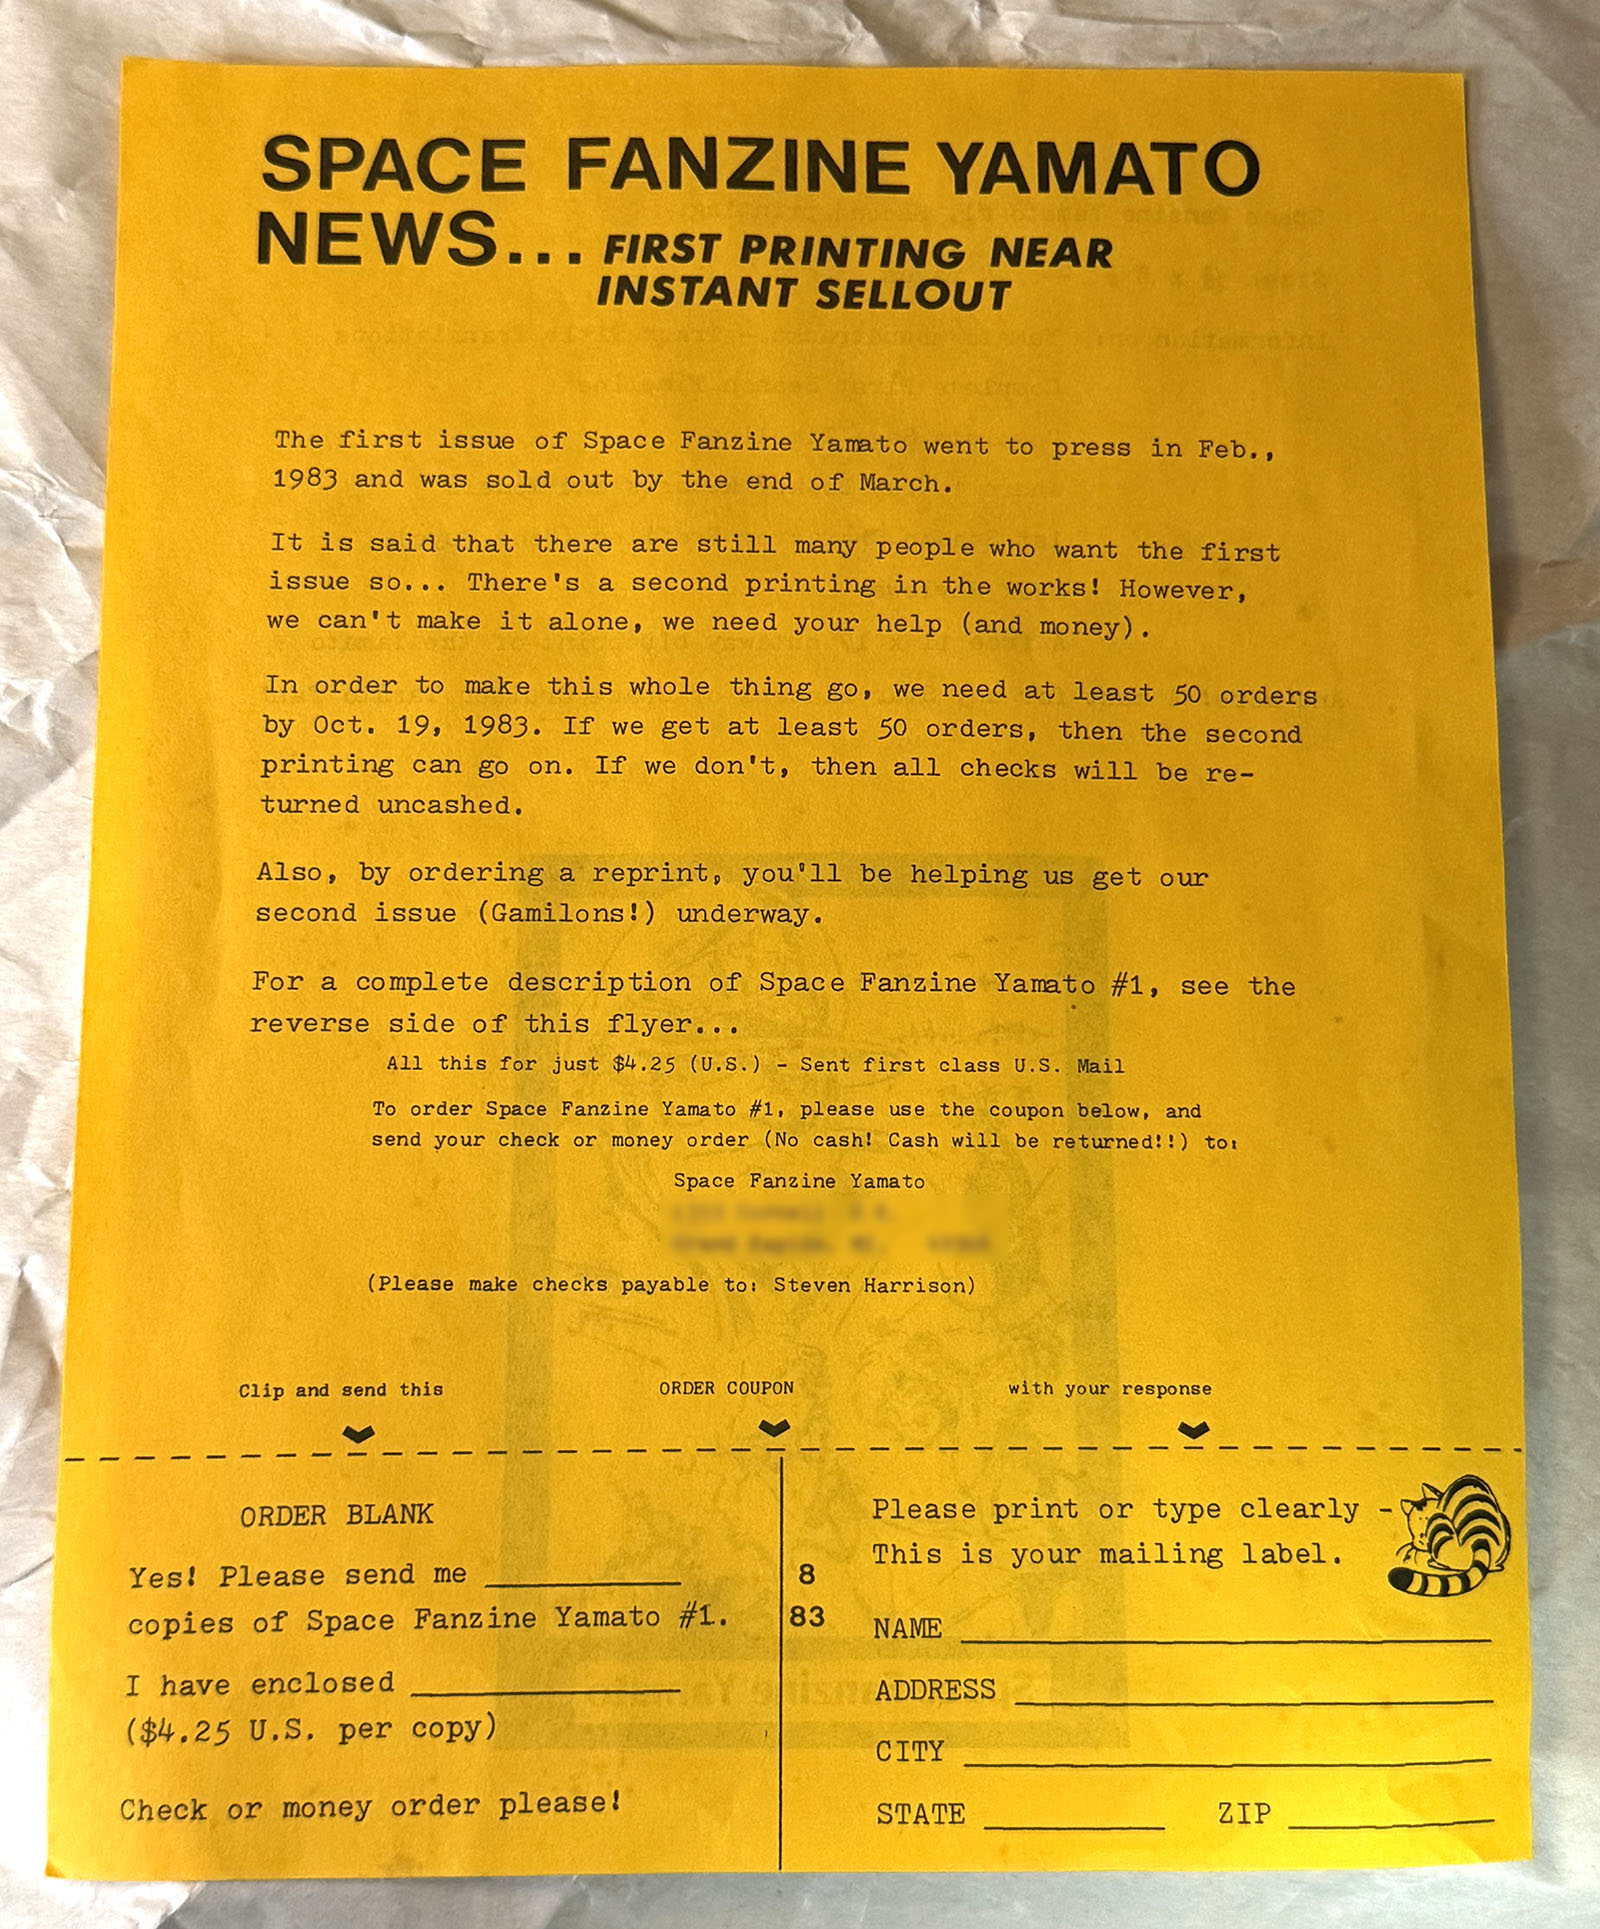 SPACE FANZINE YAMATO
NEWS... FIRST PRINTING NEAR
INSTANT SELLOUT
The first issue of Space Fanzine Yamato went to press in Feb.,
1983 and was sold out by the end of March.
It is said that there are still many people who want the first
issue so... There's a second printing in the works! However,
we can't make it alone, we need your help (and money).
In order to make this whole thing go, we need at least 50 orders
by Oct. 19, 1983. If we get at least 50 orders, then the second
printing can go on. If we don't, then all checks will be re-
turned uncashed.
Also, by ordering a reprint, you'll be helping us get our
second issue (Gamilons!) underway.
For a complete description of Space Fanzine Yamato #1, see the
reverse side of this flyer...
All this for just $4.25 (U.S.) - Sent first class U.S. Mail
To order Space Fanzine Yamato #1, please use the coupon below, and
send your check or money order (No cash! Cash will be returned!!) to:
Space Fanzine Yamato
(Please make checks payable to: Steven Harrison)
Clip and send this ORDER COUPON with your response
ORDER BLANK
Yes! Please send me
copies of Space Fanzine Yamato #1.
I have enclosed
($4.25 U.S. per copy)
Check or money order please!
8
83
Please print or type clearly -
This is your mailing label.
NAME
ADDRESS
CITY
STATE ZIP